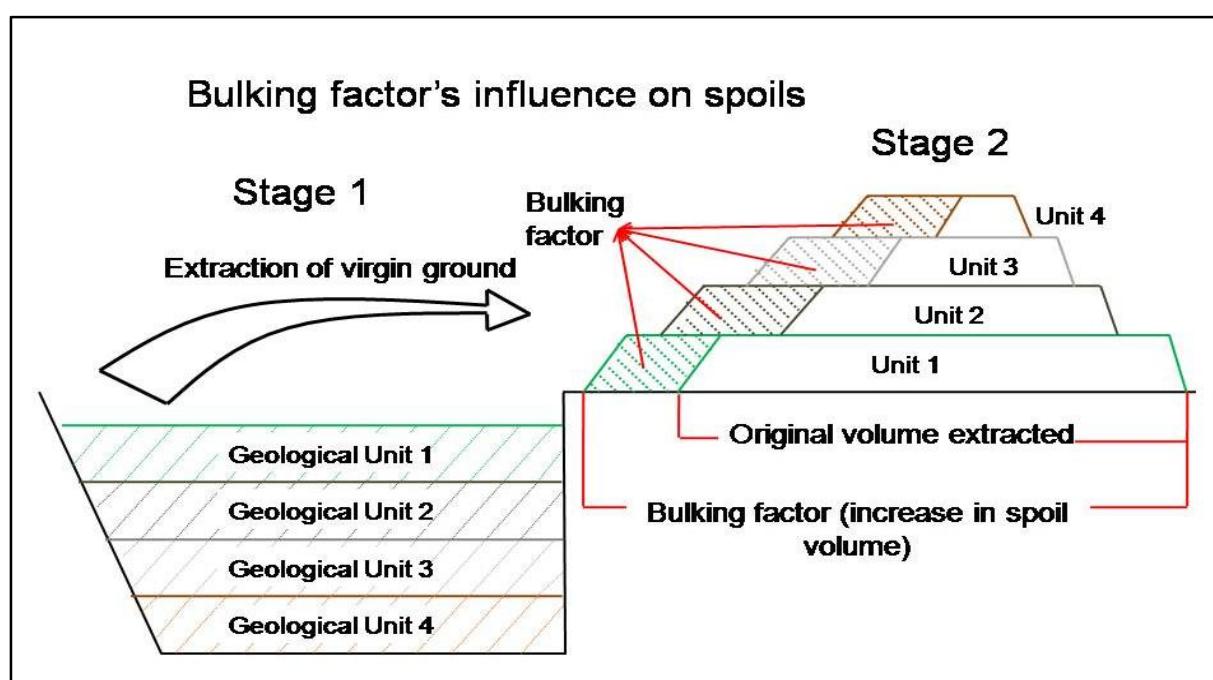 Bulking factor's influence on spoils
Stage 1
Stage 2
Extraction of virgin ground
Bulking
factor
Unit 4
Unit 3
Unit 2
Unit 1
Original volume extracted
Bulking factor (increase in spoil
volume)
Geological Unit 1
Geological Unit 2
Geological Unit 3
Geological Unit 4